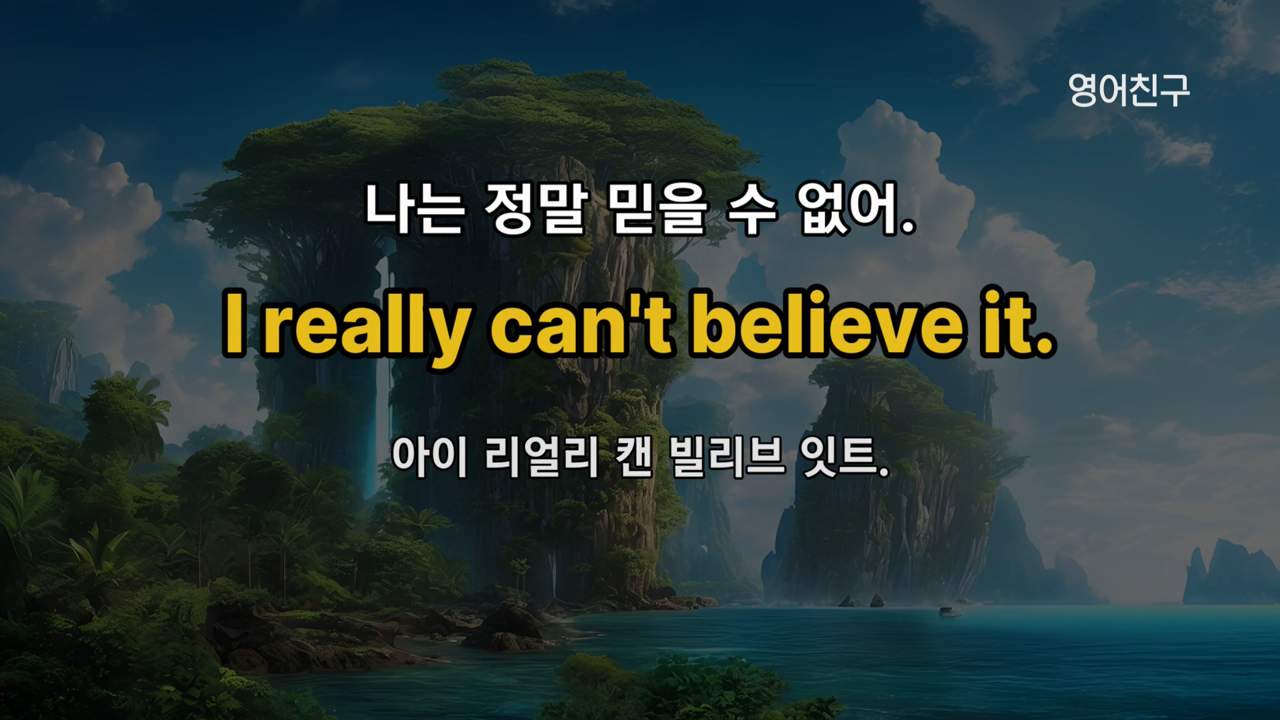 영어친구
나는 정말 믿을 수 없어.
I really can't believe it.
아이 리얼리 캔 빌리브 잇트.